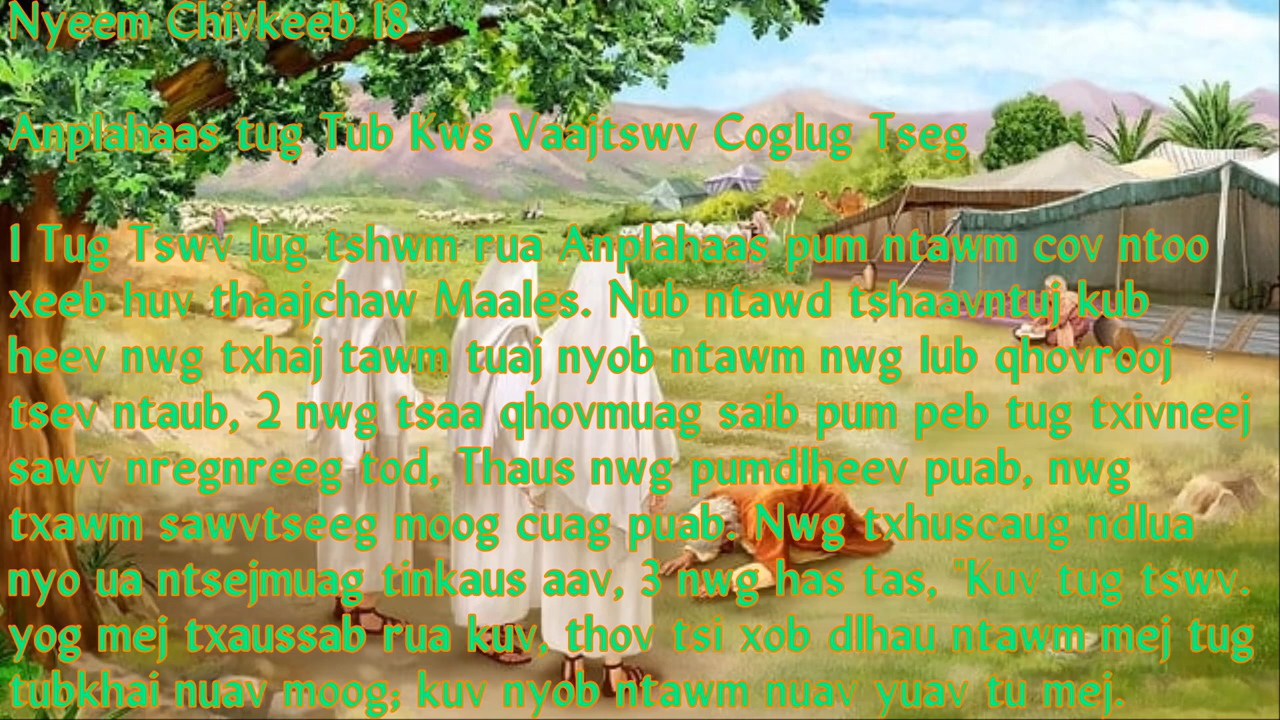 Nyeem Chivkeeb 18
Anplahaas tug Tub Kws Vaajtswv Coglug Tseg
1 Tug Tswv lug tshwm rua Anplahaas pum ntawm cov ntoo
xeeb huv thaajchaw Maales. Nub ntawd tshaavntuj kub
heev nwg txhaj tawm tuaj nyob ntawm nwg lub qhovrooj
tsev ntaub, 2 nwg tsaa qhovmuag saib pum peb tug txivneej
sawv nregnreeg tod, Thaus nwg pumdlheev puab, nwg
txawm sawvtseeg moog cuag puab. Nwg txhuscaug ndlua
nyo ua ntsejmuag tinkaus aav, 3 nwg has tas, "Kuv tug tswv.
yog mej txaussab rua kuv, thov tsi xob dlhau ntawm mej tug
tubkhai nuav moog; kuv nyob ntawm nuav yuav tu mej.